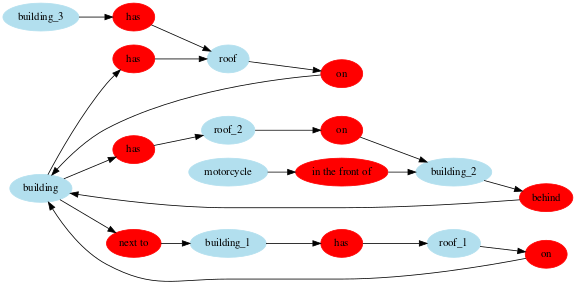 building_3
has
has
roof
on
has
roof_2
on
motorcycle
in the front of
building_2
building
behind
next to
building_1
has
roof_1
on